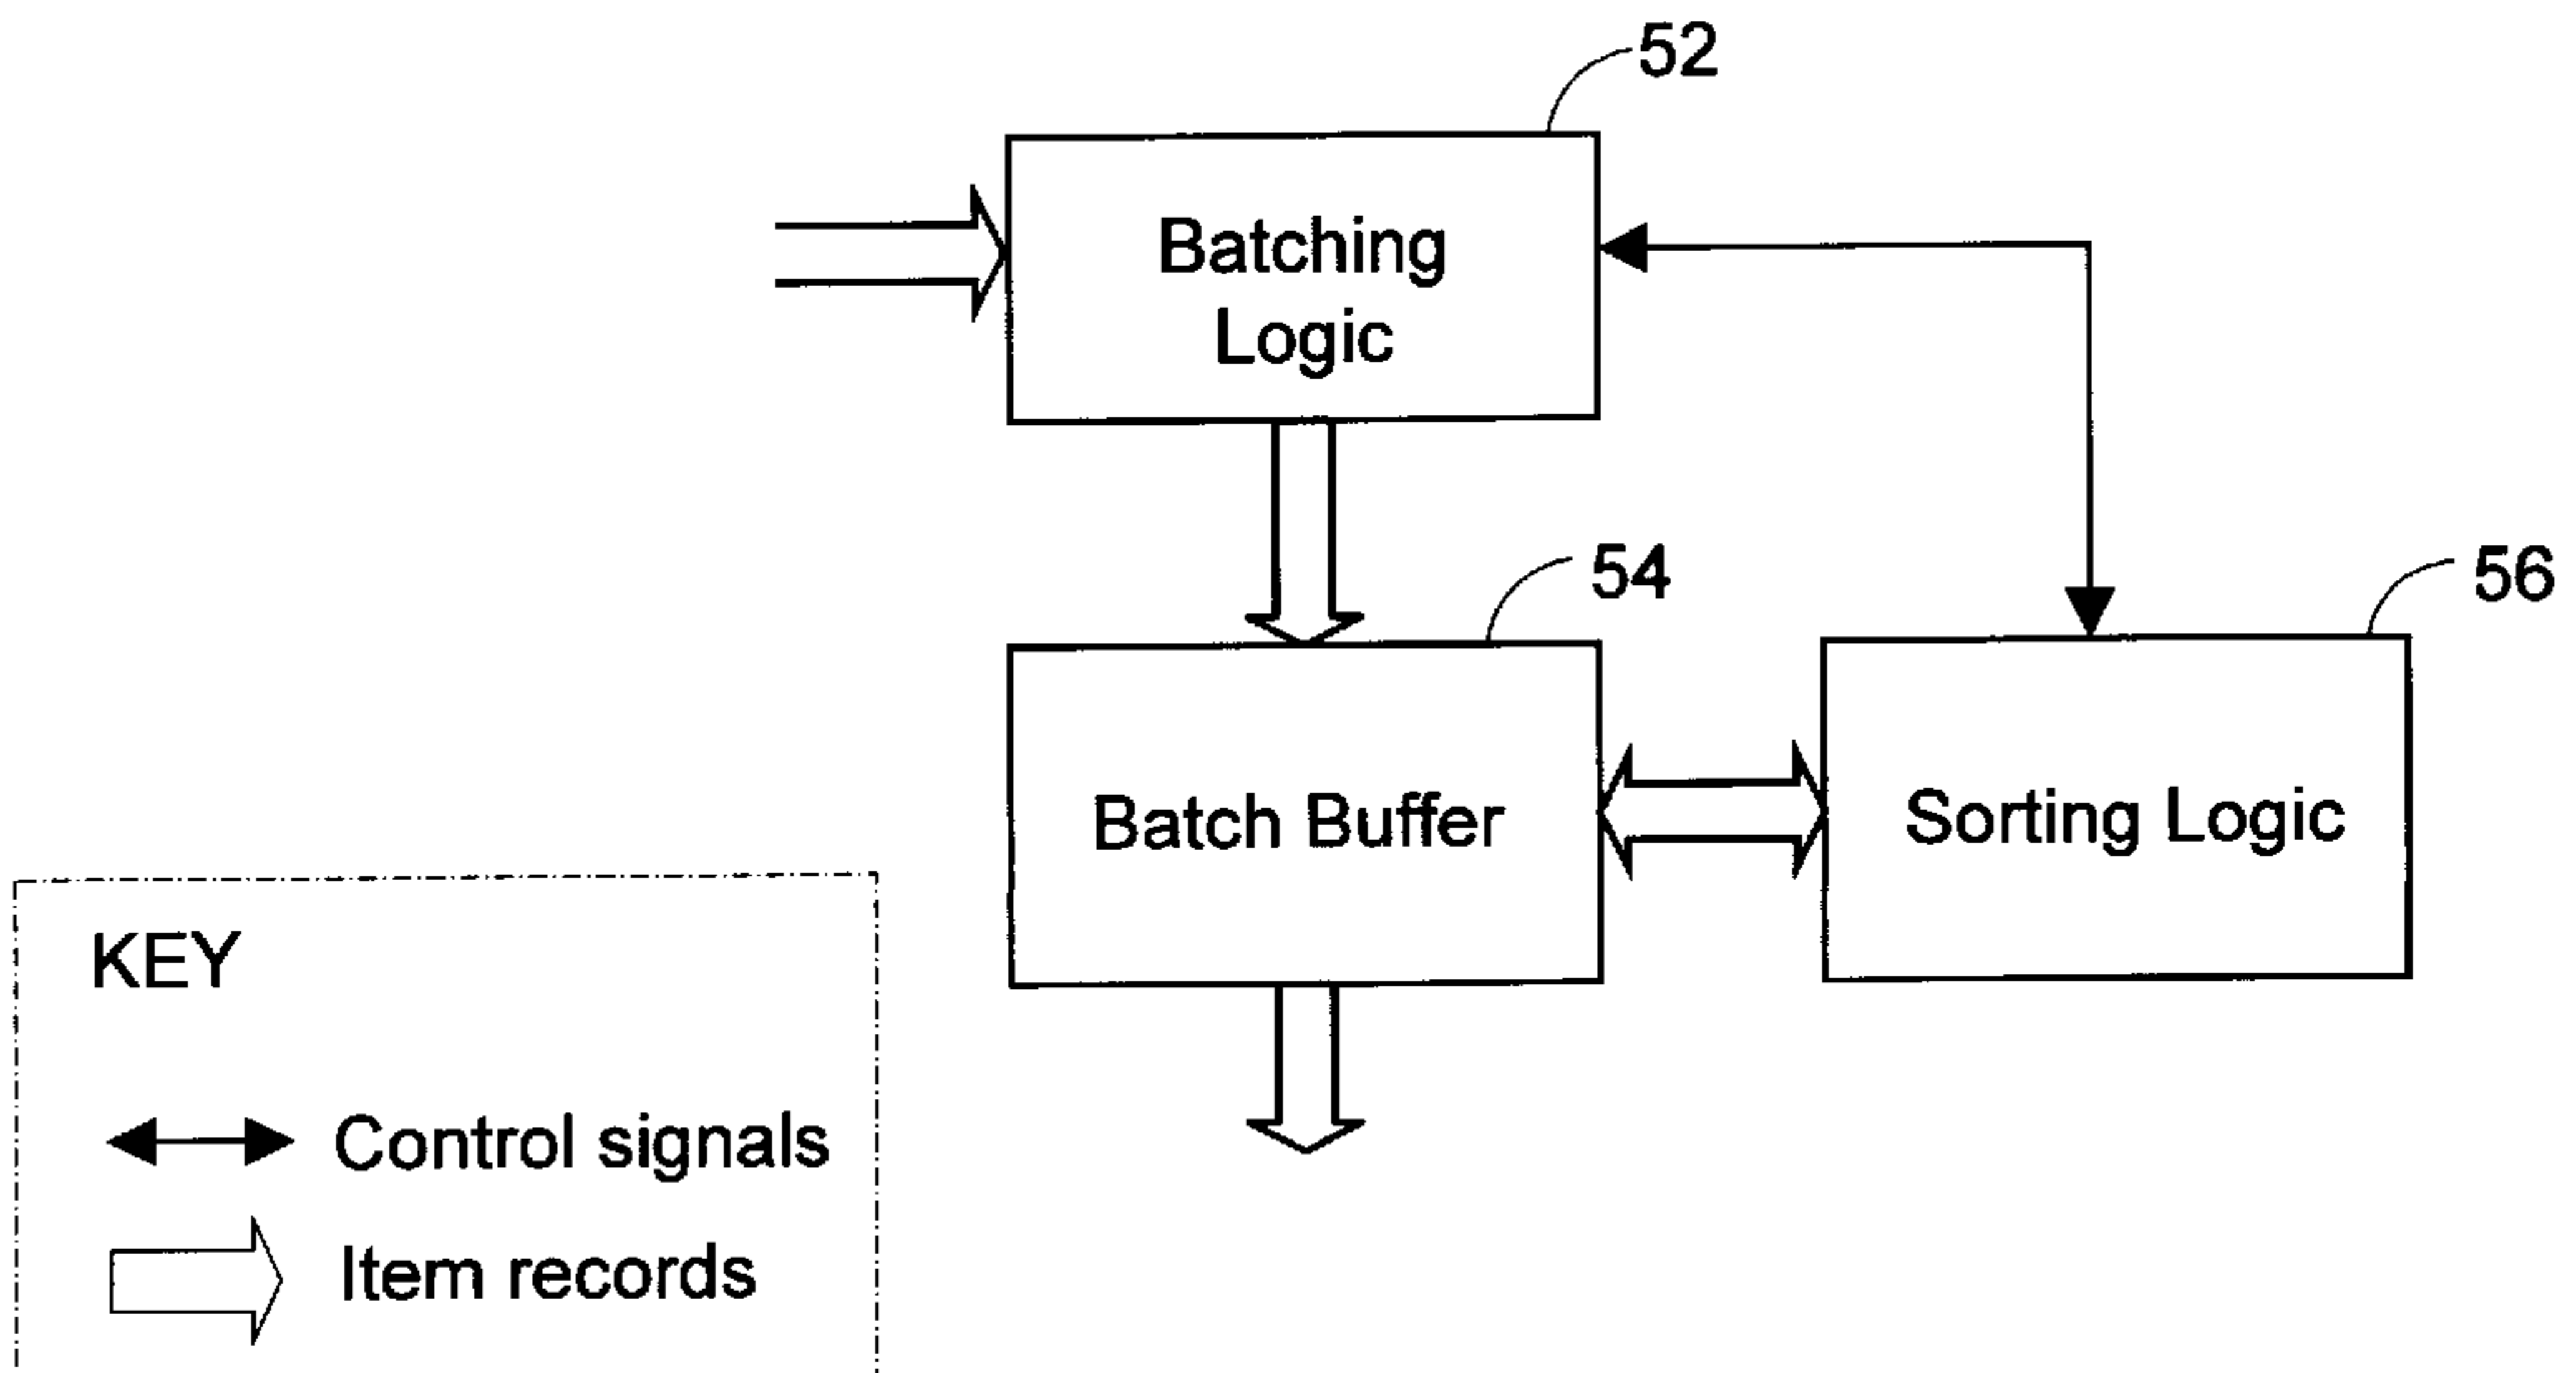 52
Batching
Logic
54
56
Batch Buffer
Sorting Logic
KEY
Control signals
Item records